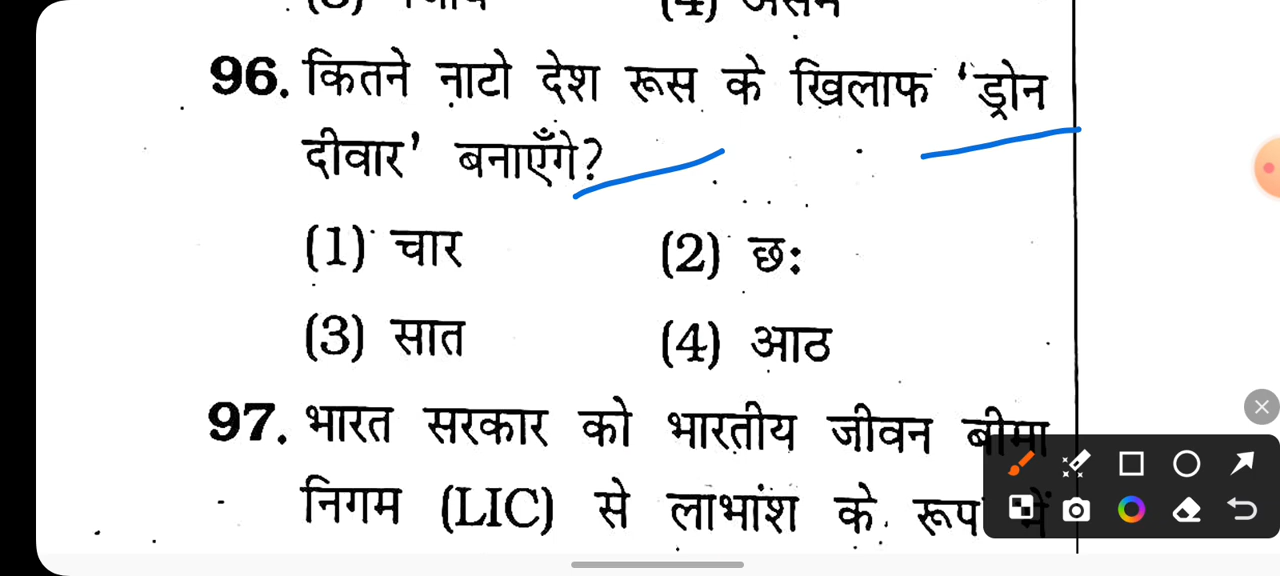 96. कितने नाटो देश रूस के खिलाफ 'ड्रोन
दीवार' बनाएँगे?
(1) चार (2) छ:
(3) सात (4) आठ
97. भारत सरकार को भारतीय जीवन बीमा
निगम (LIC) से लाभांश के रूप में